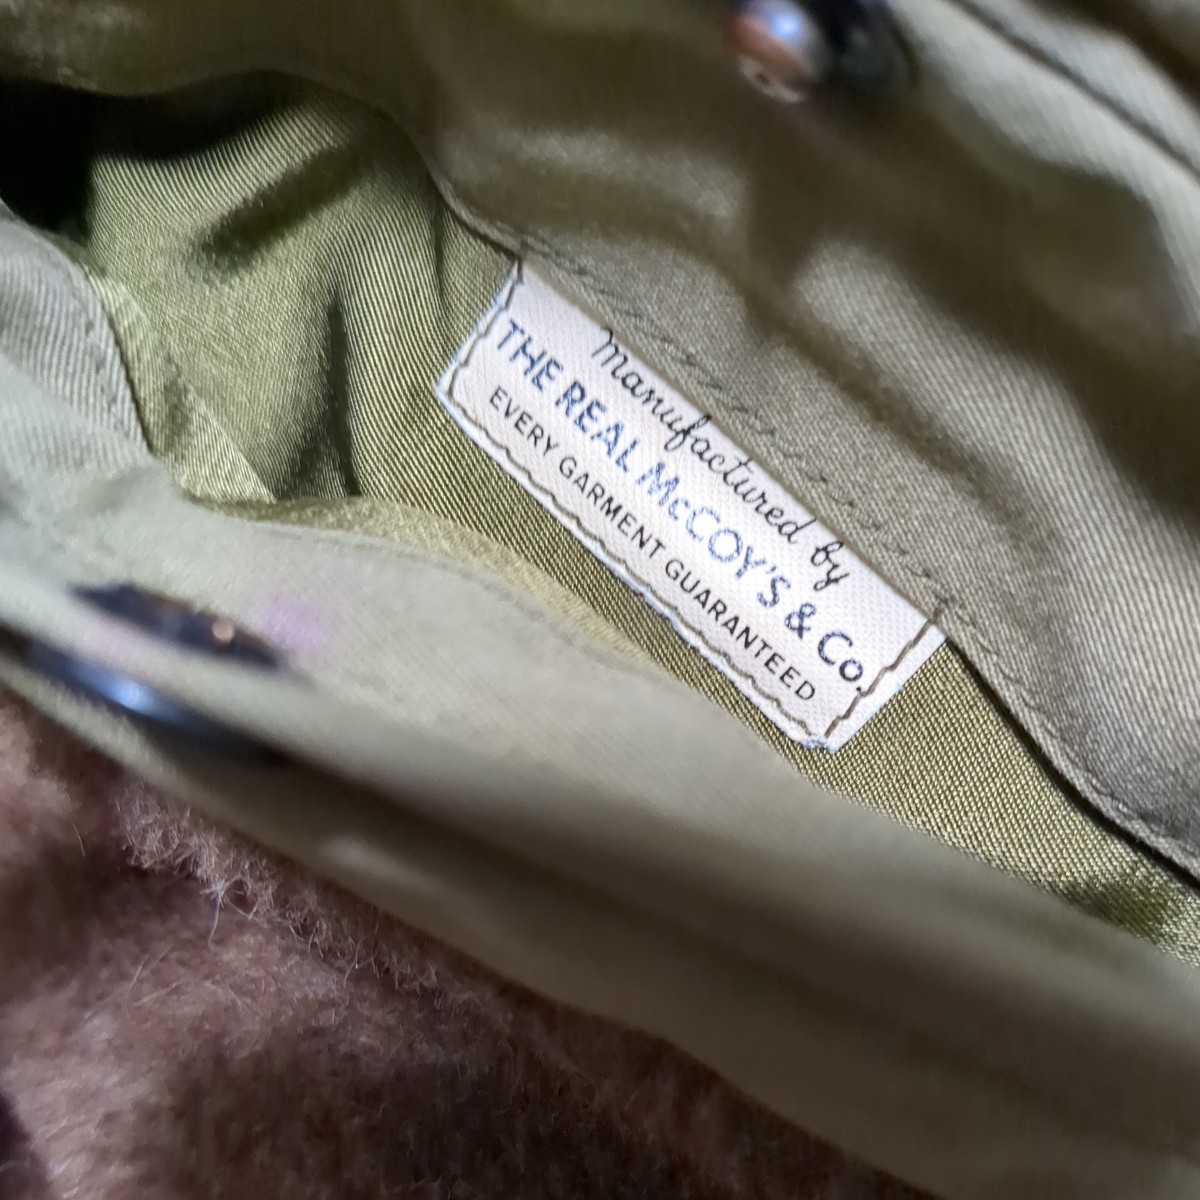 Manufactured by
THE REAL McCOY'S & Co.
EVERY GARMENT GUARANTEED